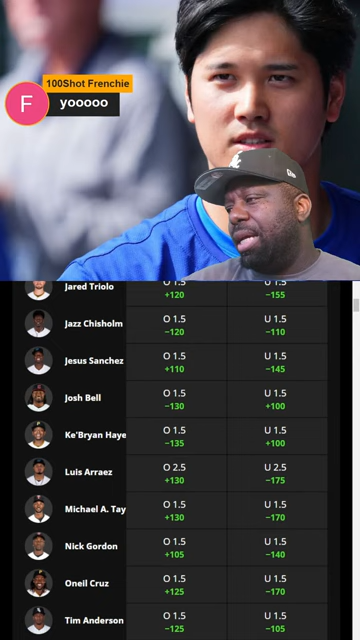 100Shot Frenchie
F
yooooo
Jared Triolo O 1.5 U 1.5
+120 −155
Jazz Chisholm O 1.5 U 1.5
−120 −110
Jesus Sanchez O 1.5 U 1.5
+110 −145
Josh Bell O 1.5 U 1.5
−130 +100
Ke'Bryan Haye O 1.5 U 1.5
−135 +100
Luis Arraez O 2.5 U 2.5
+130 −175
Michael A. Tay O 1.5 U 1.5
+130 −170
Nick Gordon O 1.5 U 1.5
+105 −140
Oneil Cruz O 1.5 U 1.5
+125 −170
Tim Anderson O 1.5 U 1.5
−125 −105